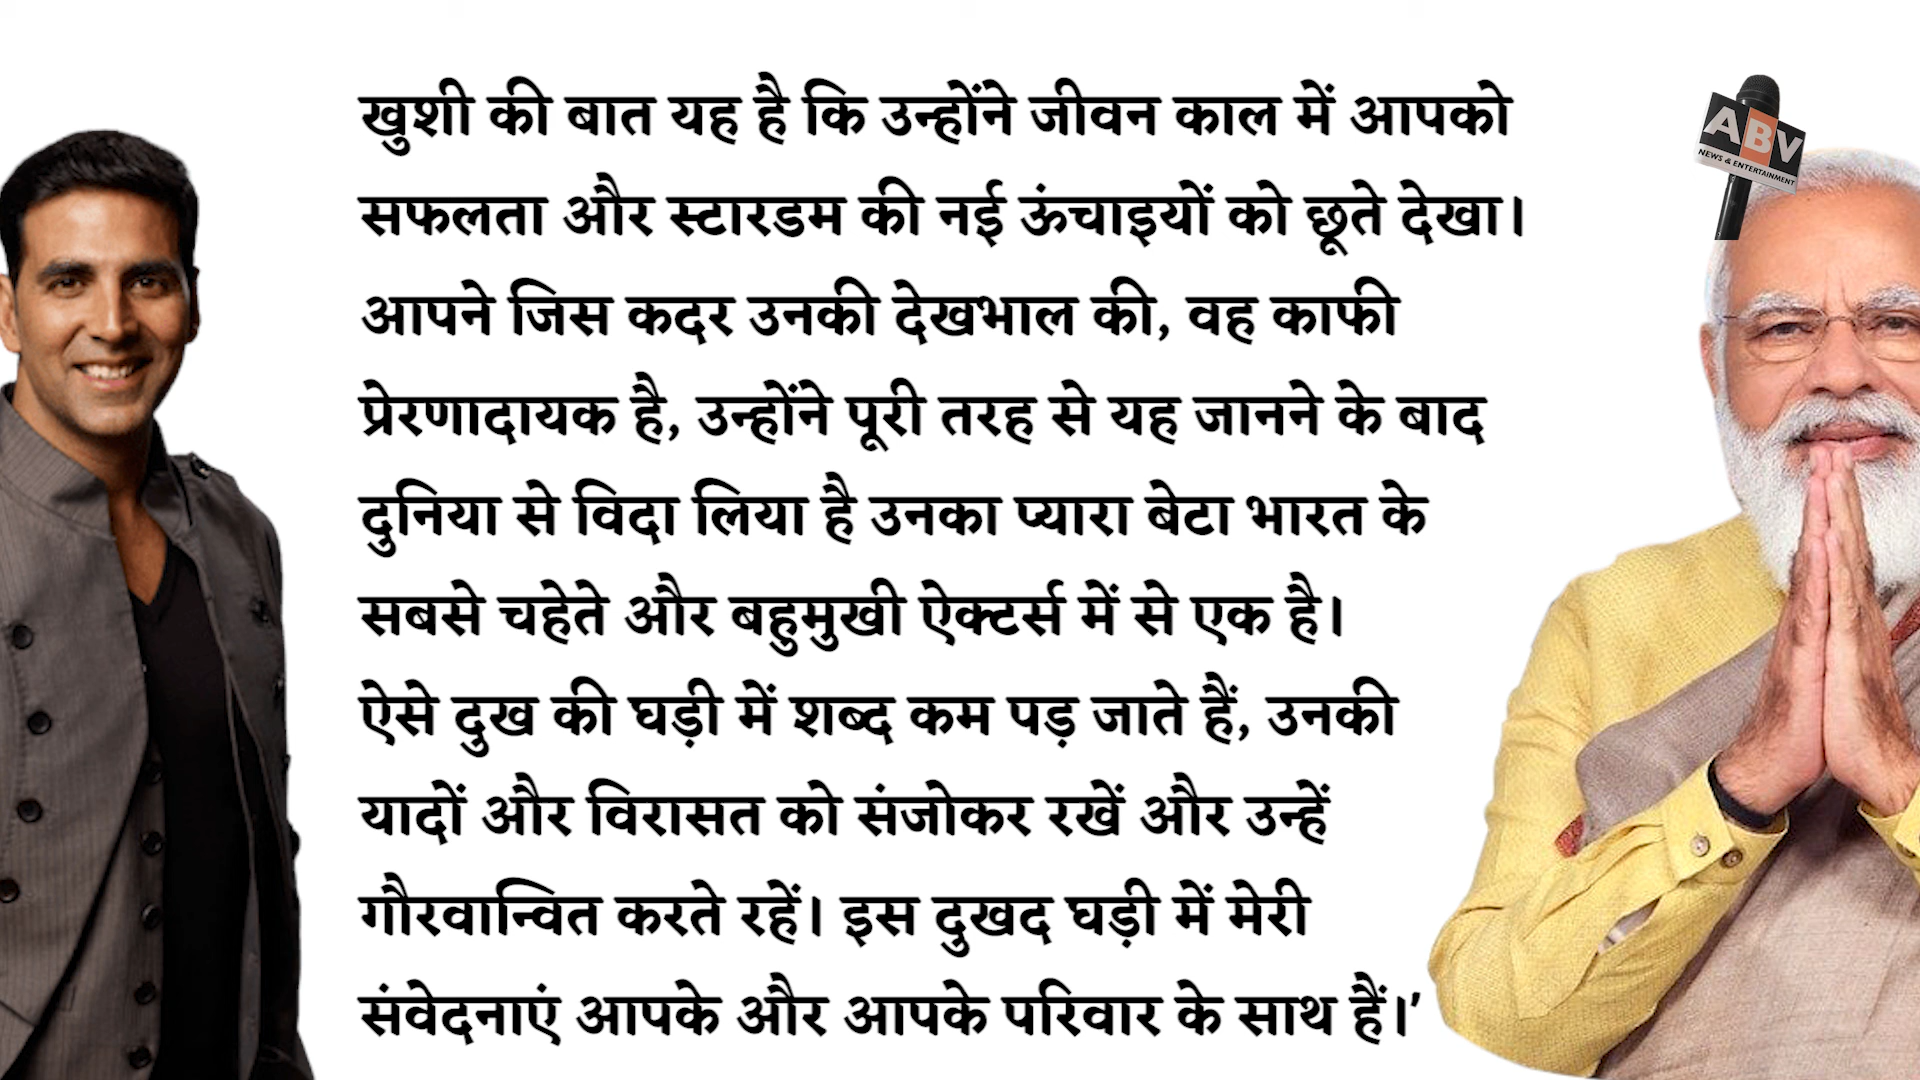 खुशी की बात यह है कि उन्होंने जीवन काल में आपको
सफलता और स्टारडम की नई ऊंचाइयों को छूते देखा।
आपने जिस कदर उनकी देखभाल की, वह काफी
प्रेरणादायक है, उन्होंने पूरी तरह से यह जानने के बाद
दुनिया से विदा लिया है उनका प्यारा बेटा भारत के
सबसे चहेते और बहुमुखी ऐक्टर्स में से एक है।
ऐसे दुख की घड़ी में शब्द कम पड़ जाते हैं, उनकी
यादों और विरासत को संजोकर रखें और उन्हें
गौरवान्वित करते रहें। इस दुखद घड़ी में मेरी
संवेदनाएं आपके और आपके परिवार के साथ हैं।'
ABV
NEWS & ENTERTAINMENT